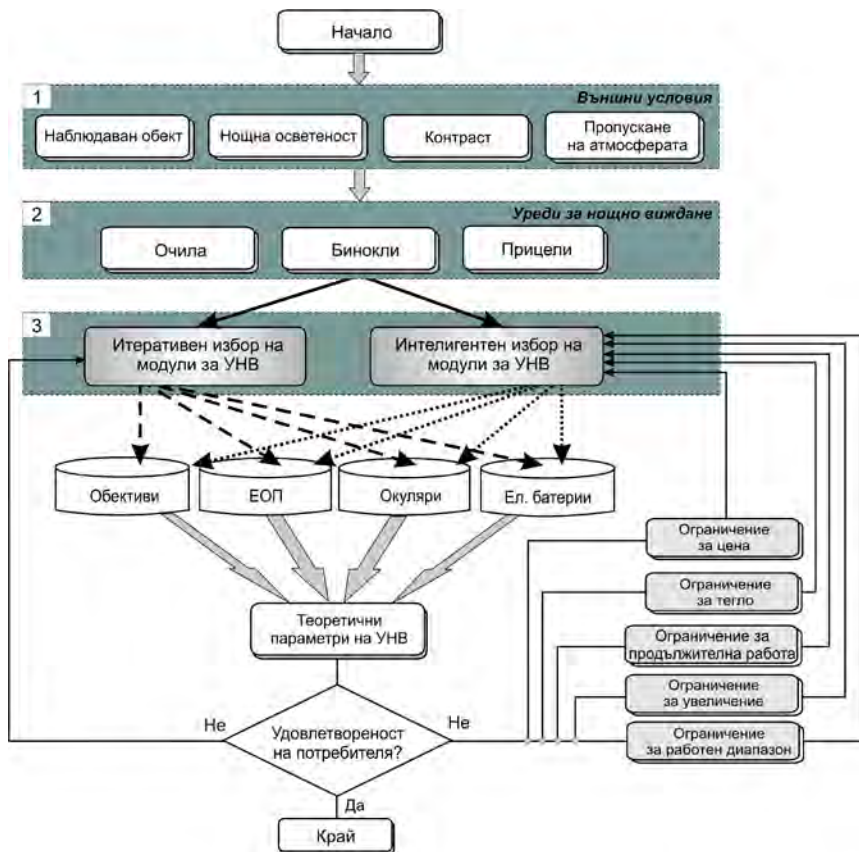 Начало
1
Външни условия
Наблюдаван обект
Нощна осветеност
Контраст
Пропускане
на атмосферата
2
Уреди за нощно виждане
Очила
Бинокли
Прицели
3
Итеративен избор на
модули за УНВ
Интелигентен избор на
модули за УНВ
Обективи
ЕОП
Окуляри
Ел. батерии
Ограничение
за цена
Ограничение
за тегло
Теоретични
параметри на УНВ
Ограничение за
продължителна работа
Ограничение
за увеличение
Не
Удовлетвореност
на потребителя?
Не
Ограничение
за работен диапазон
Да
Край